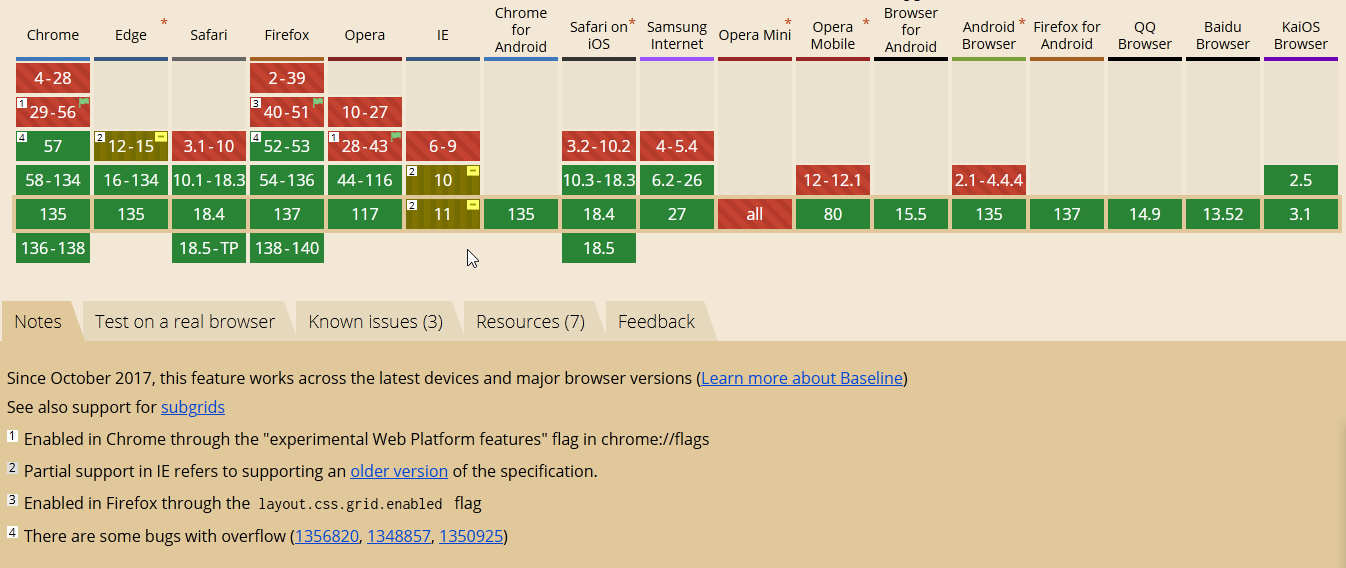 Chrome Edge * Safari Firefox Opera IE Chrome for Android Safari on iOS * Samsung Internet Opera Mini * Opera Mobile * Browser for Android Android Browser * Firefox for Android QQ Browser Baidu Browser KaiOS Browser
4-28 2-39
1 29-56 3 40-51 10-27
4 57 2 12-15 3.1-10 4 52-53 1 28-43 6-9 3.2-10.2 4-5.4
58-134 16-134 10.1-18.3 54-136 44-116 2 10 10.3-18.3 6.2-26 12-12.1 2.1-4.4.4 2.5
135 135 18.4 137 117 2 11 135 18.4 27 all 80 15.5 135 137 14.9 13.52 3.1
136-138 18.5-TP 138-140 18.5
Notes Test on a real browser Known issues (3) Resources (7) Feedback
Since October 2017, this feature works across the latest devices and major browser versions (Learn more about Baseline)
See also support for subgrids
1 Enabled in Chrome through the "experimental Web Platform features" flag in chrome://flags
2 Partial support in IE refers to supporting an older version of the specification.
3 Enabled in Firefox through the layout.css.grid.enabled flag
4 There are some bugs with overflow (1356820, 1348857, 1350925)